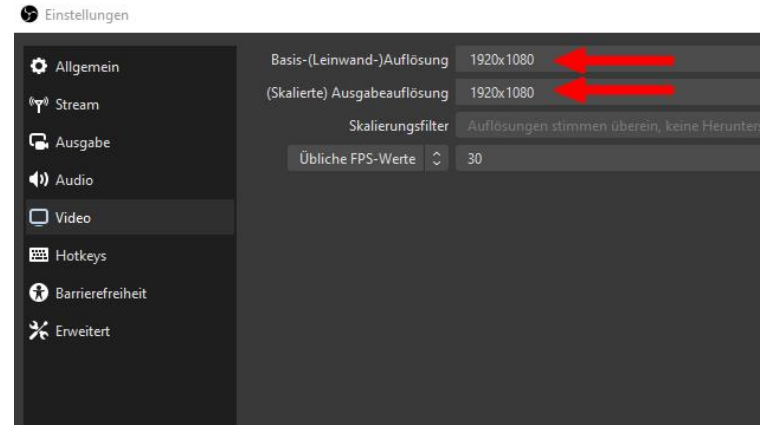 Einstellungen
Allgemein
Stream
Ausgabe
Audio
Video
Hotkeys
Barrierefreiheit
Erweitert
Basis-(Leinwand-)Auflösung 1920x1080
(Skalierte) Ausgabeauflösung 1920x1080
Skalierungsfilter Auflösungen stimmen überein, keine
Übliche FPS-Werte 30